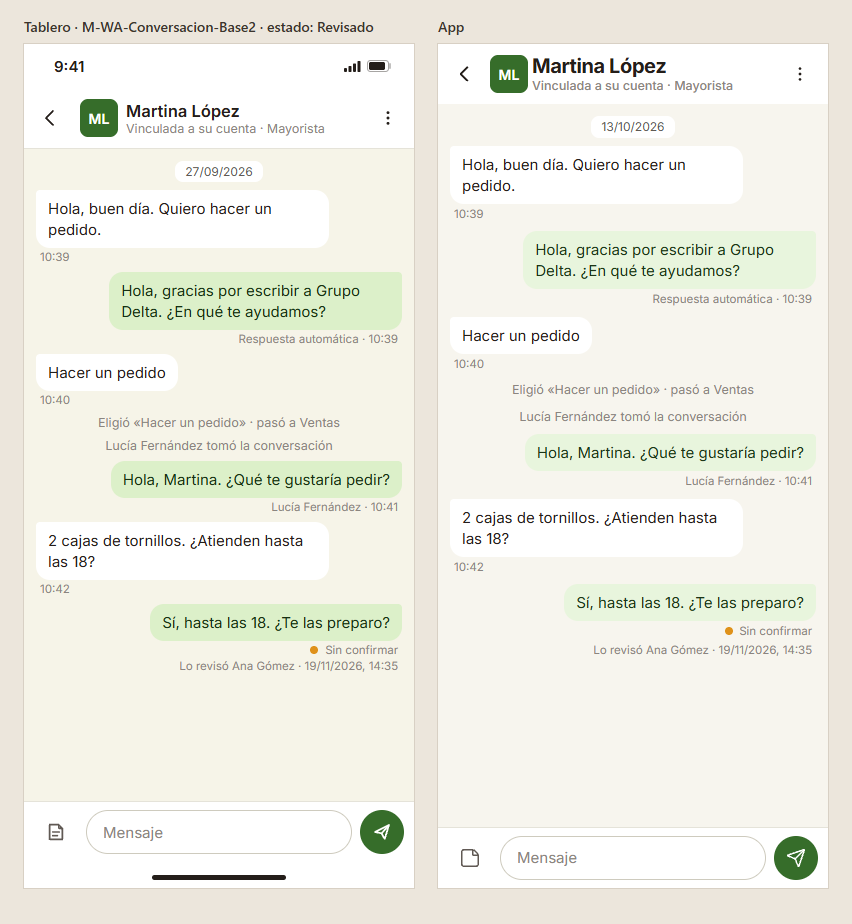 Tablero · M-WA-Conversacion-Base2 · estado: Revisado
9:41
ML
Martina López
Vinculada a su cuenta · Mayorista
27/09/2026
Hola, buen día. Quiero hacer un
pedido.
10:39
Hola, gracias por escribir a Grupo
Delta. ¿En qué te ayudamos?
Respuesta automática · 10:39
Hacer un pedido
10:40
Eligió «Hacer un pedido» · pasó a Ventas
Lucía Fernández tomó la conversación
Hola, Martina. ¿Qué te gustaría pedir?
Lucía Fernández · 10:41
2 cajas de tornillos. ¿Atienden hasta
las 18?
10:42
Sí, hasta las 18. ¿Te las preparo?
Sin confirmar
Lo revisó Ana Gómez · 19/11/2026, 14:35
Mensaje
App
ML
Martina López
Vinculada a su cuenta · Mayorista
13/10/2026
Hola, buen día. Quiero hacer un
pedido.
10:39
Hola, gracias por escribir a Grupo
Delta. ¿En qué te ayudamos?
Respuesta automática · 10:39
Hacer un pedido
10:40
Eligió «Hacer un pedido» · pasó a Ventas
Lucía Fernández tomó la conversación
Hola, Martina. ¿Qué te gustaría pedir?
Lucía Fernández · 10:41
2 cajas de tornillos. ¿Atienden hasta
las 18?
10:42
Sí, hasta las 18. ¿Te las preparo?
Sin confirmar
Lo revisó Ana Gómez · 19/11/2026, 14:35
Mensaje